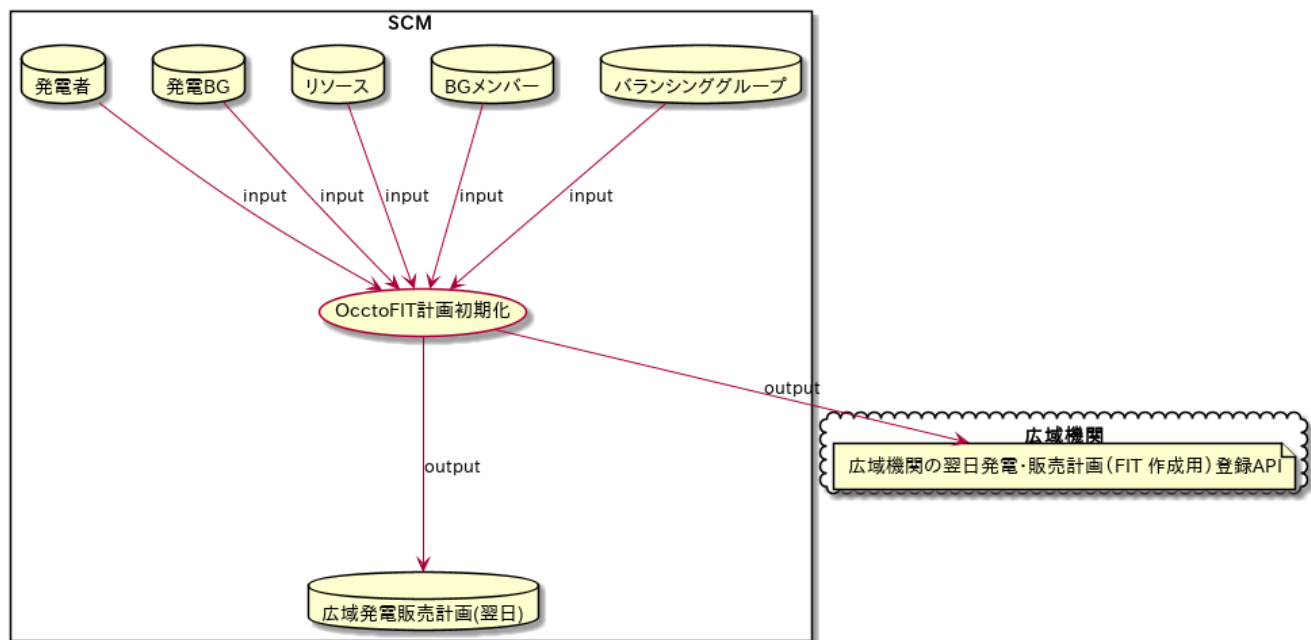 SCM
発電者
発電BG
リソース
BGメンバー
バランシンググループ
input
input
input
input
input
OcctoFIT計画初期化
output
広域機関
広域機関の翌日発電・販売計画（FIT 作成用）登録API
output
広域発電販売計画(翌日)